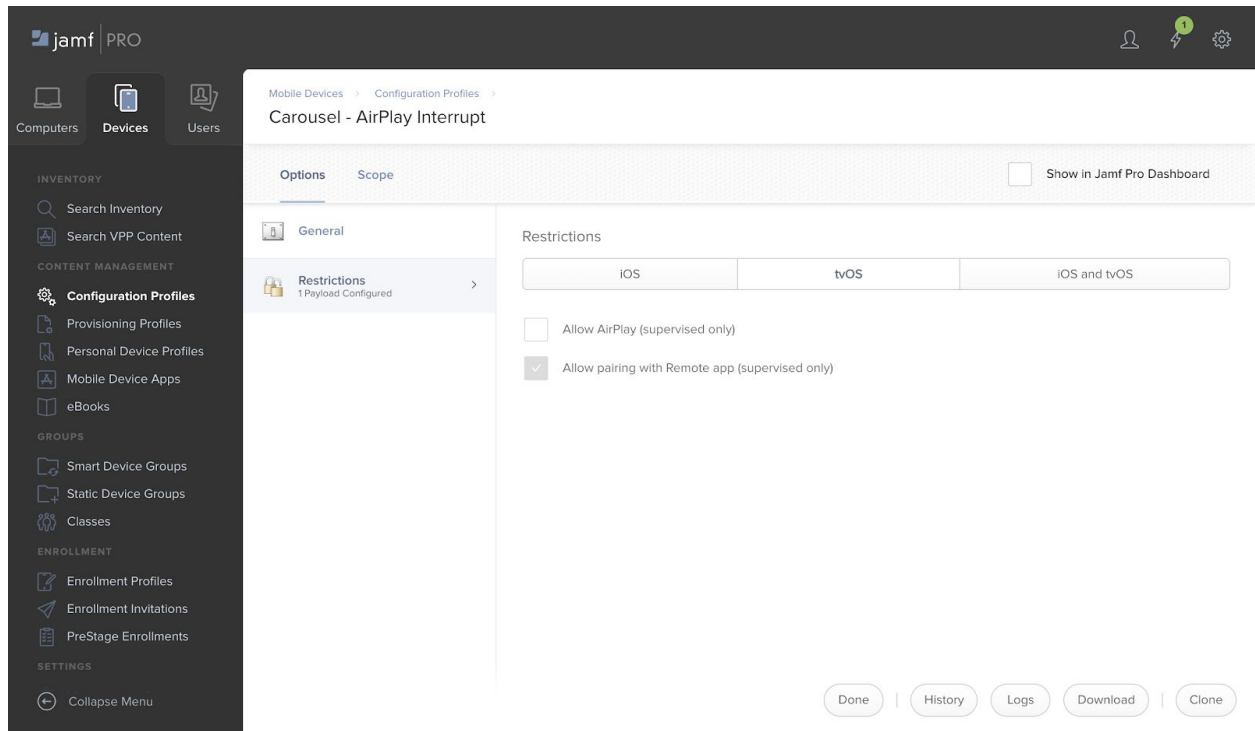 jamf PRO
1
Computers
Devices
Users
Mobile Devices > Configuration Profiles >
Carousel - AirPlay Interrupt
Options
Scope
Show in Jamf Pro Dashboard
INVENTORY
Search Inventory
Search VPP Content
CONTENT MANAGEMENT
Configuration Profiles
Provisioning Profiles
Personal Device Profiles
Mobile Device Apps
eBooks
GROUPS
Smart Device Groups
Static Device Groups
Classes
ENROLLMENT
Enrollment Profiles
Enrollment Invitations
PreStage Enrollments
SETTINGS
Collapse Menu
General
Restrictions
1 Payload Configured
Restrictions
iOS
tvOS
iOS and tvOS
Allow AirPlay (supervised only)
Allow pairing with Remote app (supervised only)
Done
History
Logs
Download
Clone